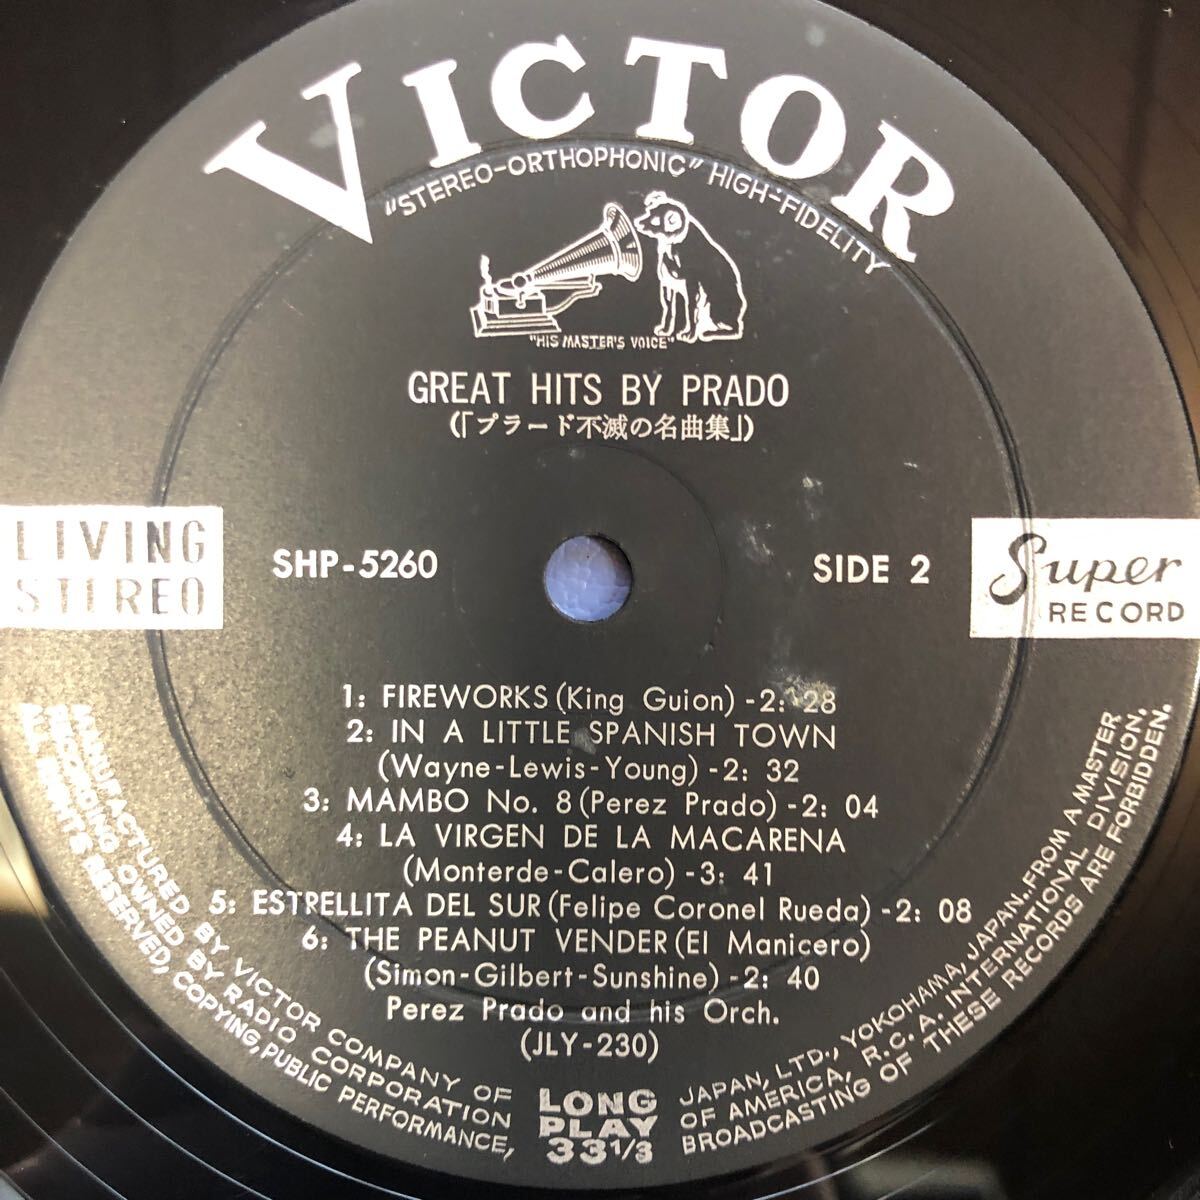 VICTOR
"STEREO-ORTHOPHONIC" HIGH-FIDELITY
"HIS MASTER'S VOICE"
GREAT HITS BY PRADO
(「プラード不滅の名曲集」)
LIVING
STEREO
SHP-5260
SIDE 2
Super
RECORD
1: FIREWORKS (King Guion) -2: 28
2: IN A LITTLE SPANISH TOWN
(Wayne-Lewis-Young) -2: 32
3: MAMBO No. 8 (Perez Prado) -2: 04
4: LA VIRGEN DE LA MACARENA
(Monterde-Calero) -3: 41
5: ESTRELLITA DEL SUR (Felipe Coronel Rueda) -2: 08
6: THE PEANUT VENDER (El Manicero)
(Simon-Gilbert-Sunshine) -2: 40
Perez Prado and his Orch.
(JLY-230)
LONG
PLAY
33 1/3
MANUFACTURED BY VICTOR COMPANY OF JAPAN, LTD., YOKOHAMA, JAPAN. FROM A MASTER
RECORDING OWNED BY RADIO CORPORATION OF AMERICA, R.C.A. INTERNATIONAL DIVISION.
ALL RIGHTS RESERVED, COPYING, PUBLIC PERFORMANCE, BROADCASTING OF THESE RECORDS ARE FORBIDDEN.